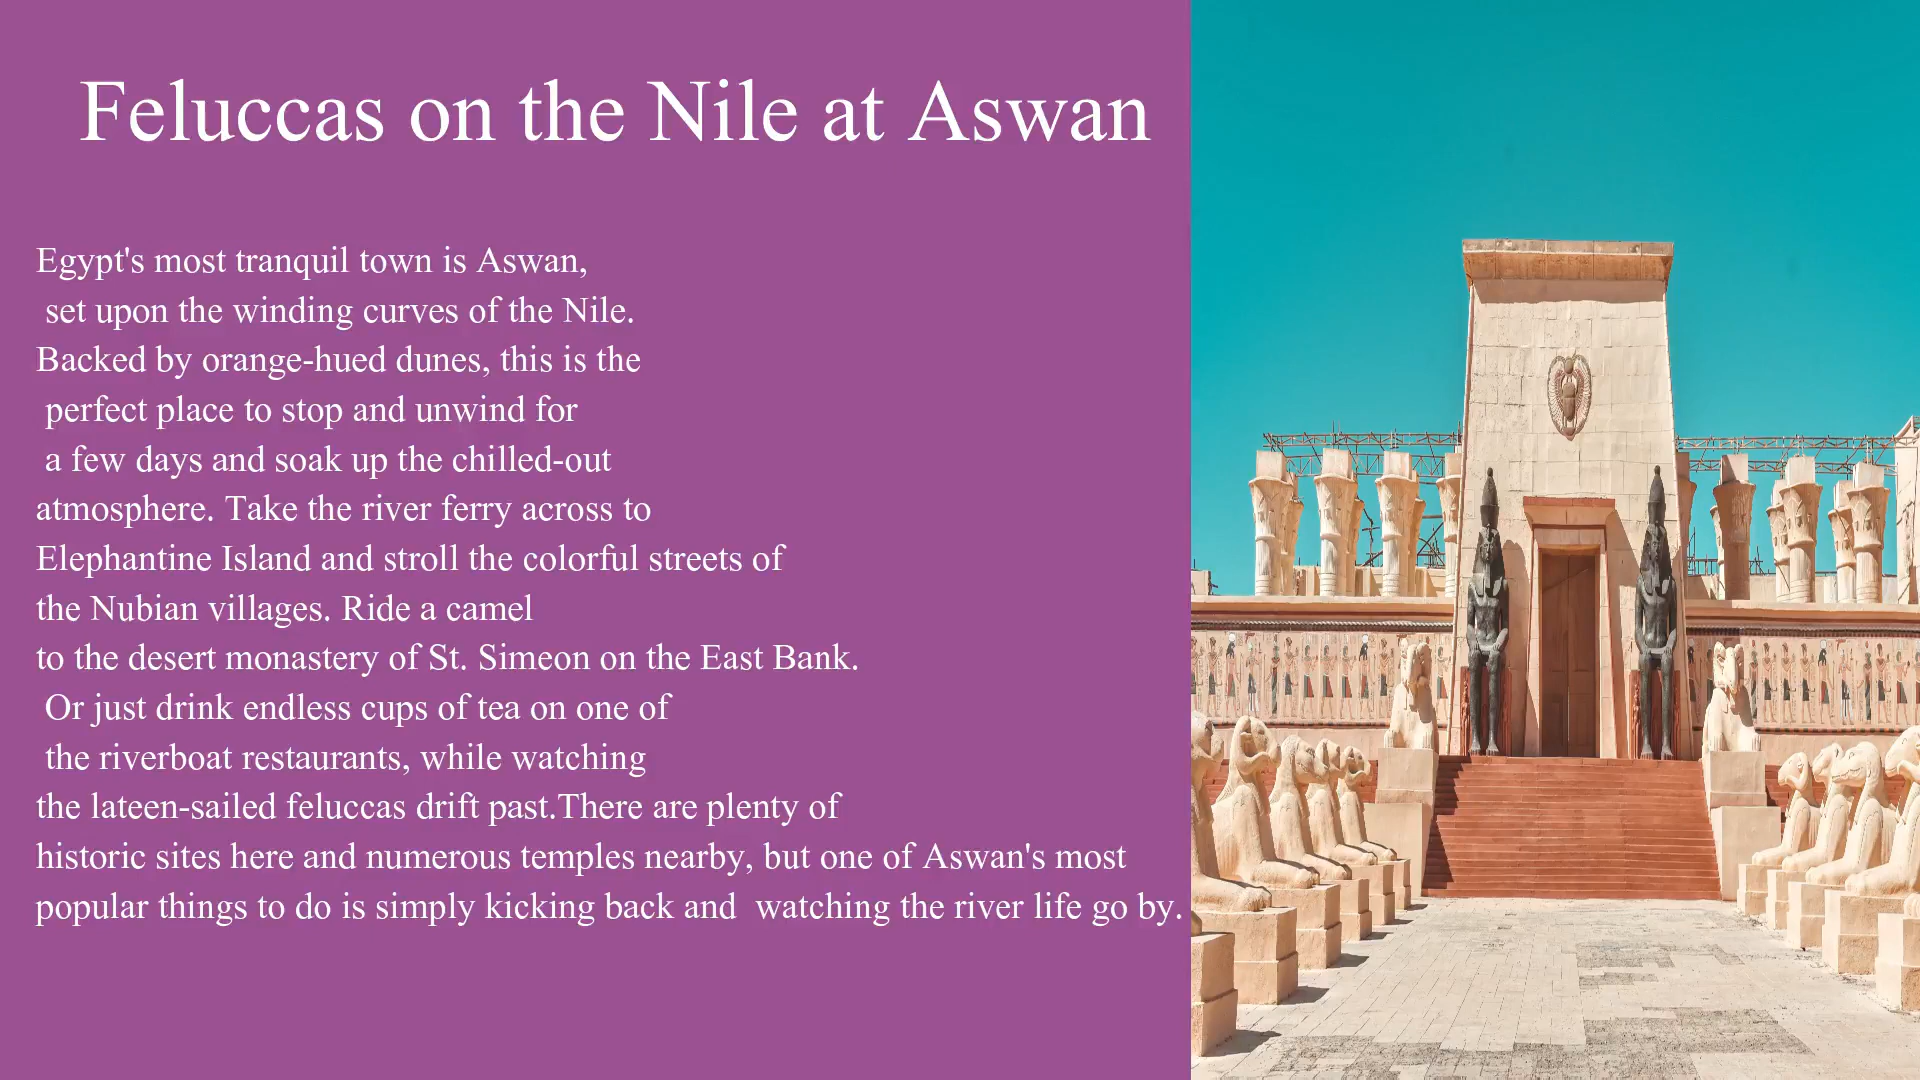 Feluccas on the Nile at Aswan
Egypt's most tranquil town is Aswan,
set upon the winding curves of the Nile.
Backed by orange-hued dunes, this is the
perfect place to stop and unwind for
a few days and soak up the chilled-out
atmosphere. Take the river ferry across to
Elephantine Island and stroll the colorful streets of
the Nubian villages. Ride a camel
to the desert monastery of St. Simeon on the East Bank.
Or just drink endless cups of tea on one of
the riverboat restaurants, while watching
the lateen-sailed feluccas drift past.There are plenty of
historic sites here and numerous temples nearby, but one of Aswan's most
popular things to do is simply kicking back and  watching the river life go by.